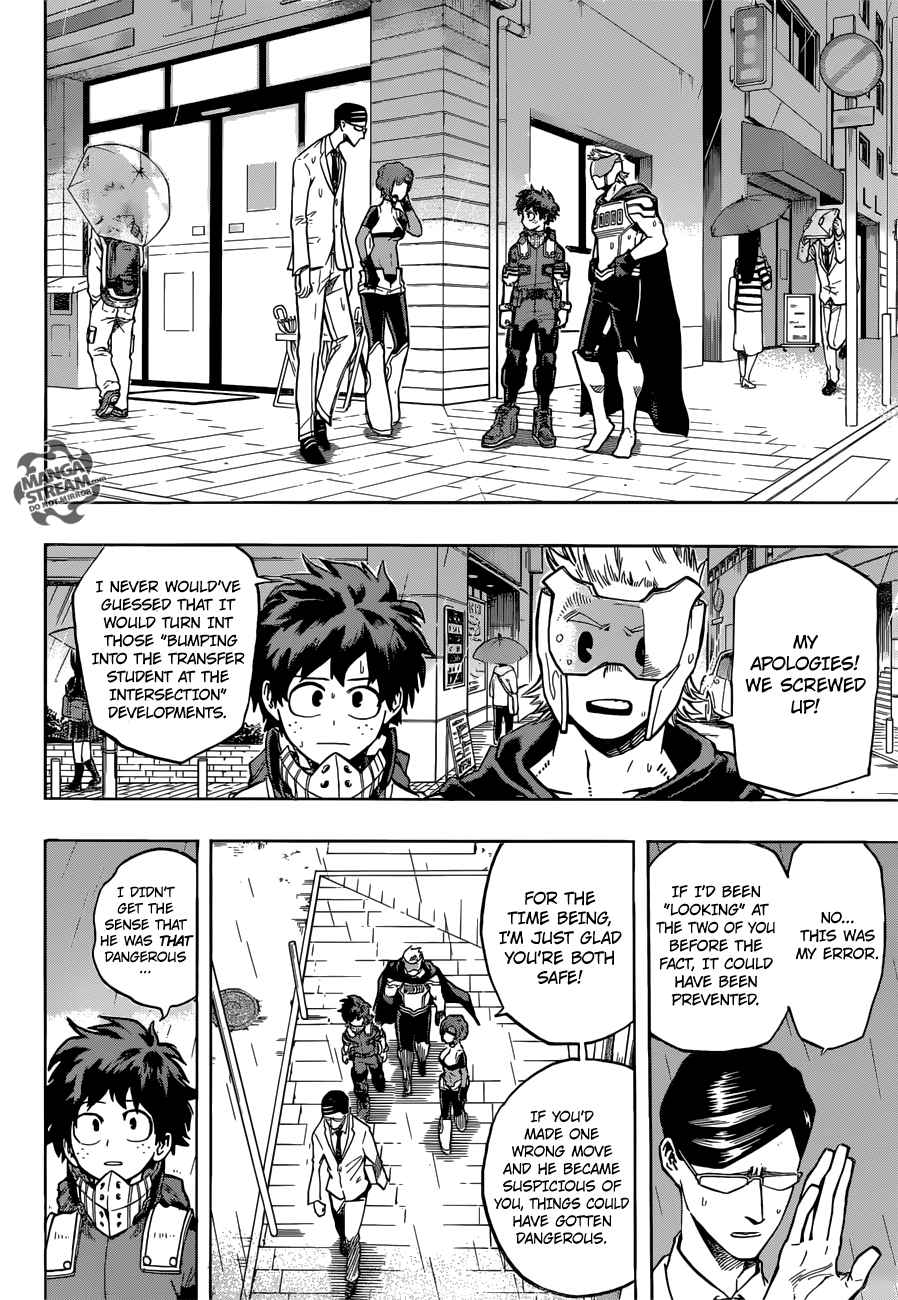 MANGA
STREAM.com
DO NOT MIRROR!
MY
APOLOGIES!
WE SCREWED
UP!
I NEVER WOULD'VE
GUESSED THAT IT
WOULD TURN INT
THOSE "BUMPING
INTO THE TRANSFER
STUDENT AT THE
INTERSECTION"
DEVELOPMENTS.
NO...
THIS WAS
MY ERROR.
IF I'D BEEN
"LOOKING" AT
THE TWO OF YOU
BEFORE THE
FACT, IT COULD
HAVE BEEN
PREVENTED.
FOR THE
TIME BEING,
I'M JUST GLAD
YOU'RE BOTH
SAFE!
IF YOU'D
MADE ONE
WRONG MOVE
AND HE BECAME
SUSPICIOUS OF
YOU, THINGS COULD
HAVE GOTTEN
DANGEROUS.
I DIDN'T
GET THE
SENSE THAT
HE WAS THAT
DANGEROUS
...